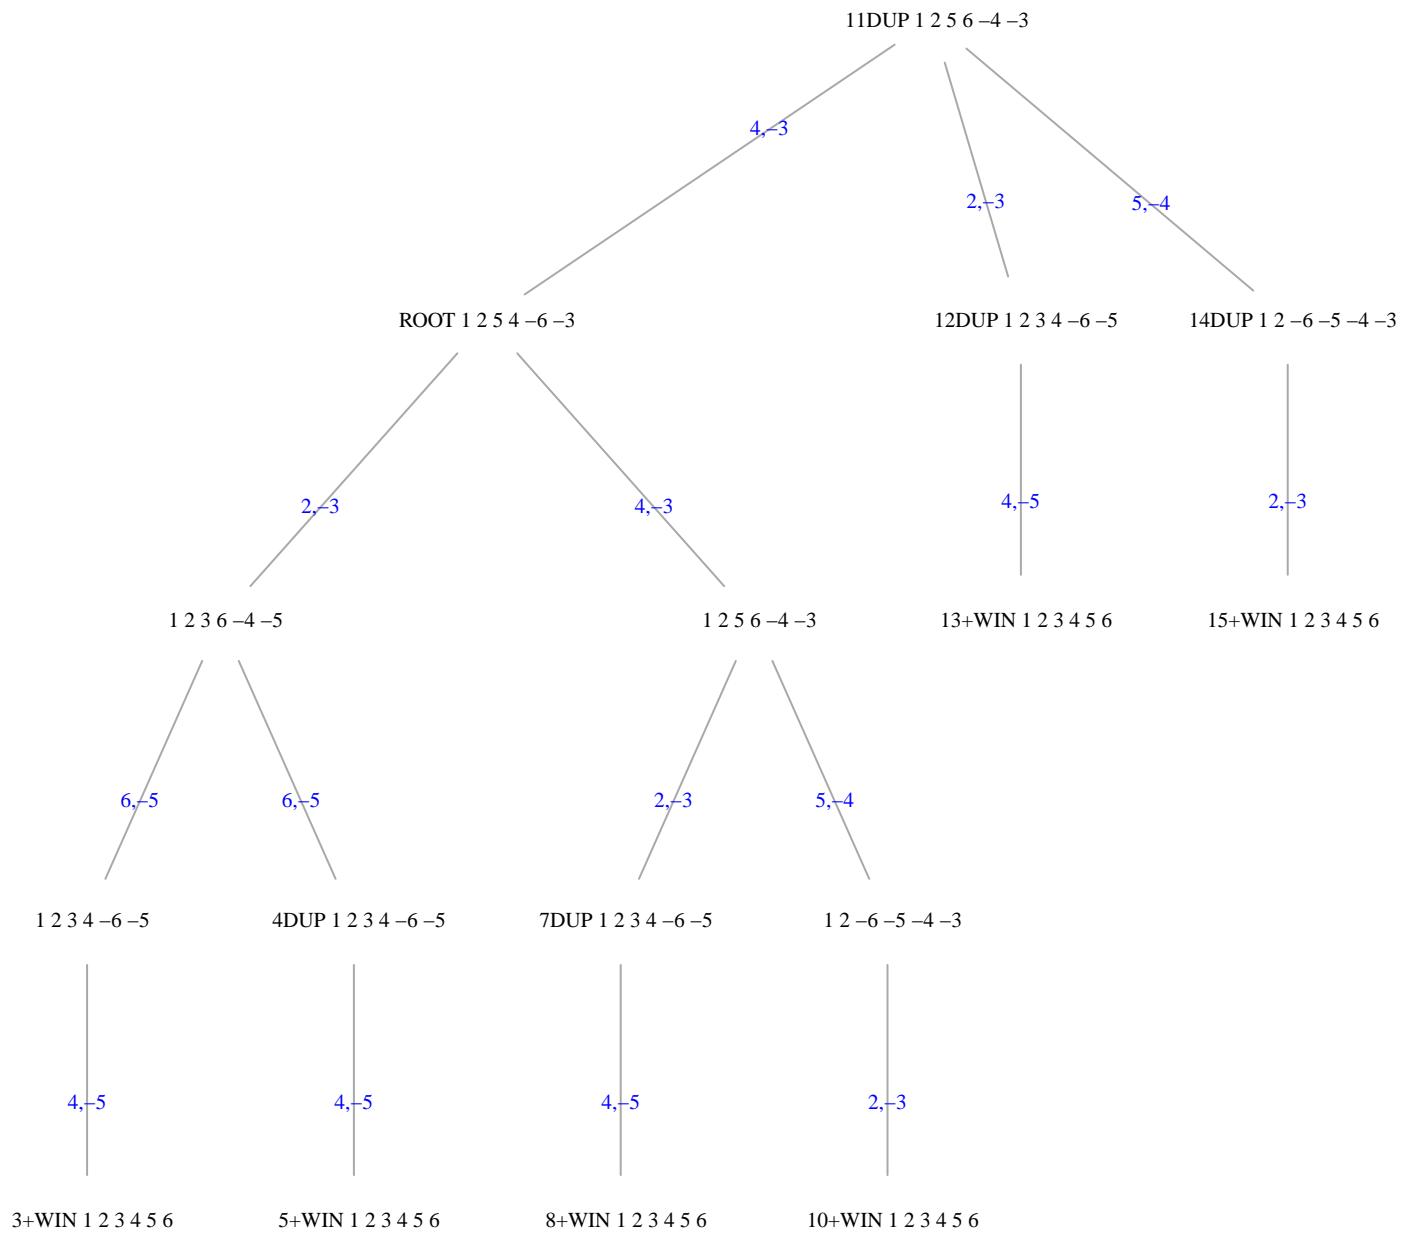 11DUP 1 2 5 6 –4 –3
4,–3
2,–3
5,–4
ROOT 1 2 5 4 –6 –3
12DUP 1 2 3 4 –6 –5
14DUP 1 2 –6 –5 –4 –3
2,–3
4,–3
4,–5
2,–3
1 2 3 6 –4 –5
1 2 5 6 –4 –3
13+WIN 1 2 3 4 5 6
15+WIN 1 2 3 4 5 6
6,–5
6,–5
2,–3
5,–4
1 2 3 4 –6 –5
4DUP 1 2 3 4 –6 –5
7DUP 1 2 3 4 –6 –5
1 2 –6 –5 –4 –3
4,–5
4,–5
4,–5
2,–3
3+WIN 1 2 3 4 5 6
5+WIN 1 2 3 4 5 6
8+WIN 1 2 3 4 5 6
10+WIN 1 2 3 4 5 6